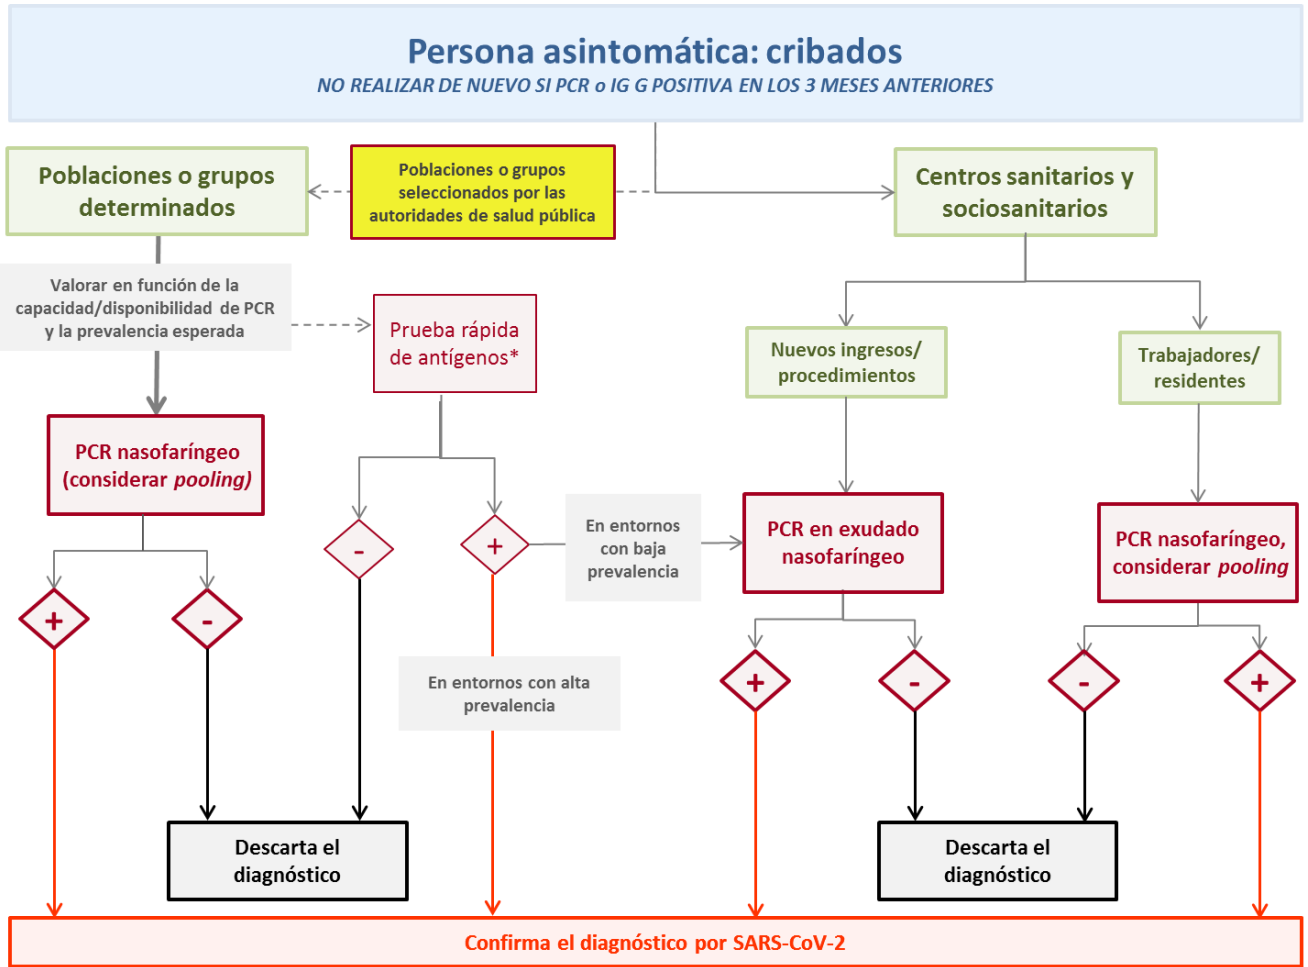 Persona asintomática: cribados
NO REALIZAR DE NUEVO SI PCR o IG G POSITIVA EN LOS 3 MESES ANTERIORES
Poblaciones o grupos
determinados
Poblaciones o grupos
seleccionados por las
autoridades de salud pública
Centros sanitarios y
sociosanitarios
Valorar en función de la
capacidad/disponibilidad de PCR
y la prevalencia esperada
Prueba rápida
de antígenos*
Nuevos ingresos/
procedimientos
Trabajadores/
residentes
PCR nasofaríngeo
(considerar pooling)
En entornos
con baja
prevalencia
PCR en exudado
nasofaríngeo
PCR nasofaríngeo,
considerar pooling
-
+
+
-
En entornos con alta
prevalencia
+
-
-
+
Descarta el
diagnóstico
Descarta el
diagnóstico
Confirma el diagnóstico por SARS-CoV-2